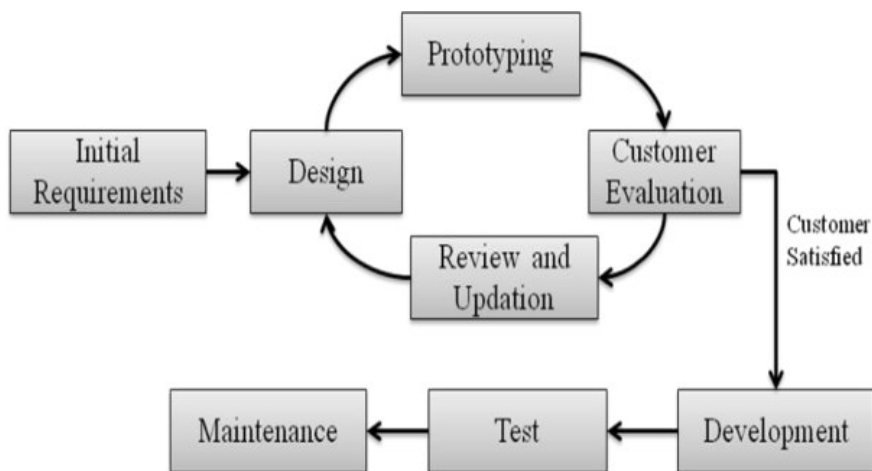 Prototyping
Initial
Requirements
Design
Customer
Evaluation
Customer
Satisfied
Review and
Updation
Maintenance
Test
Development